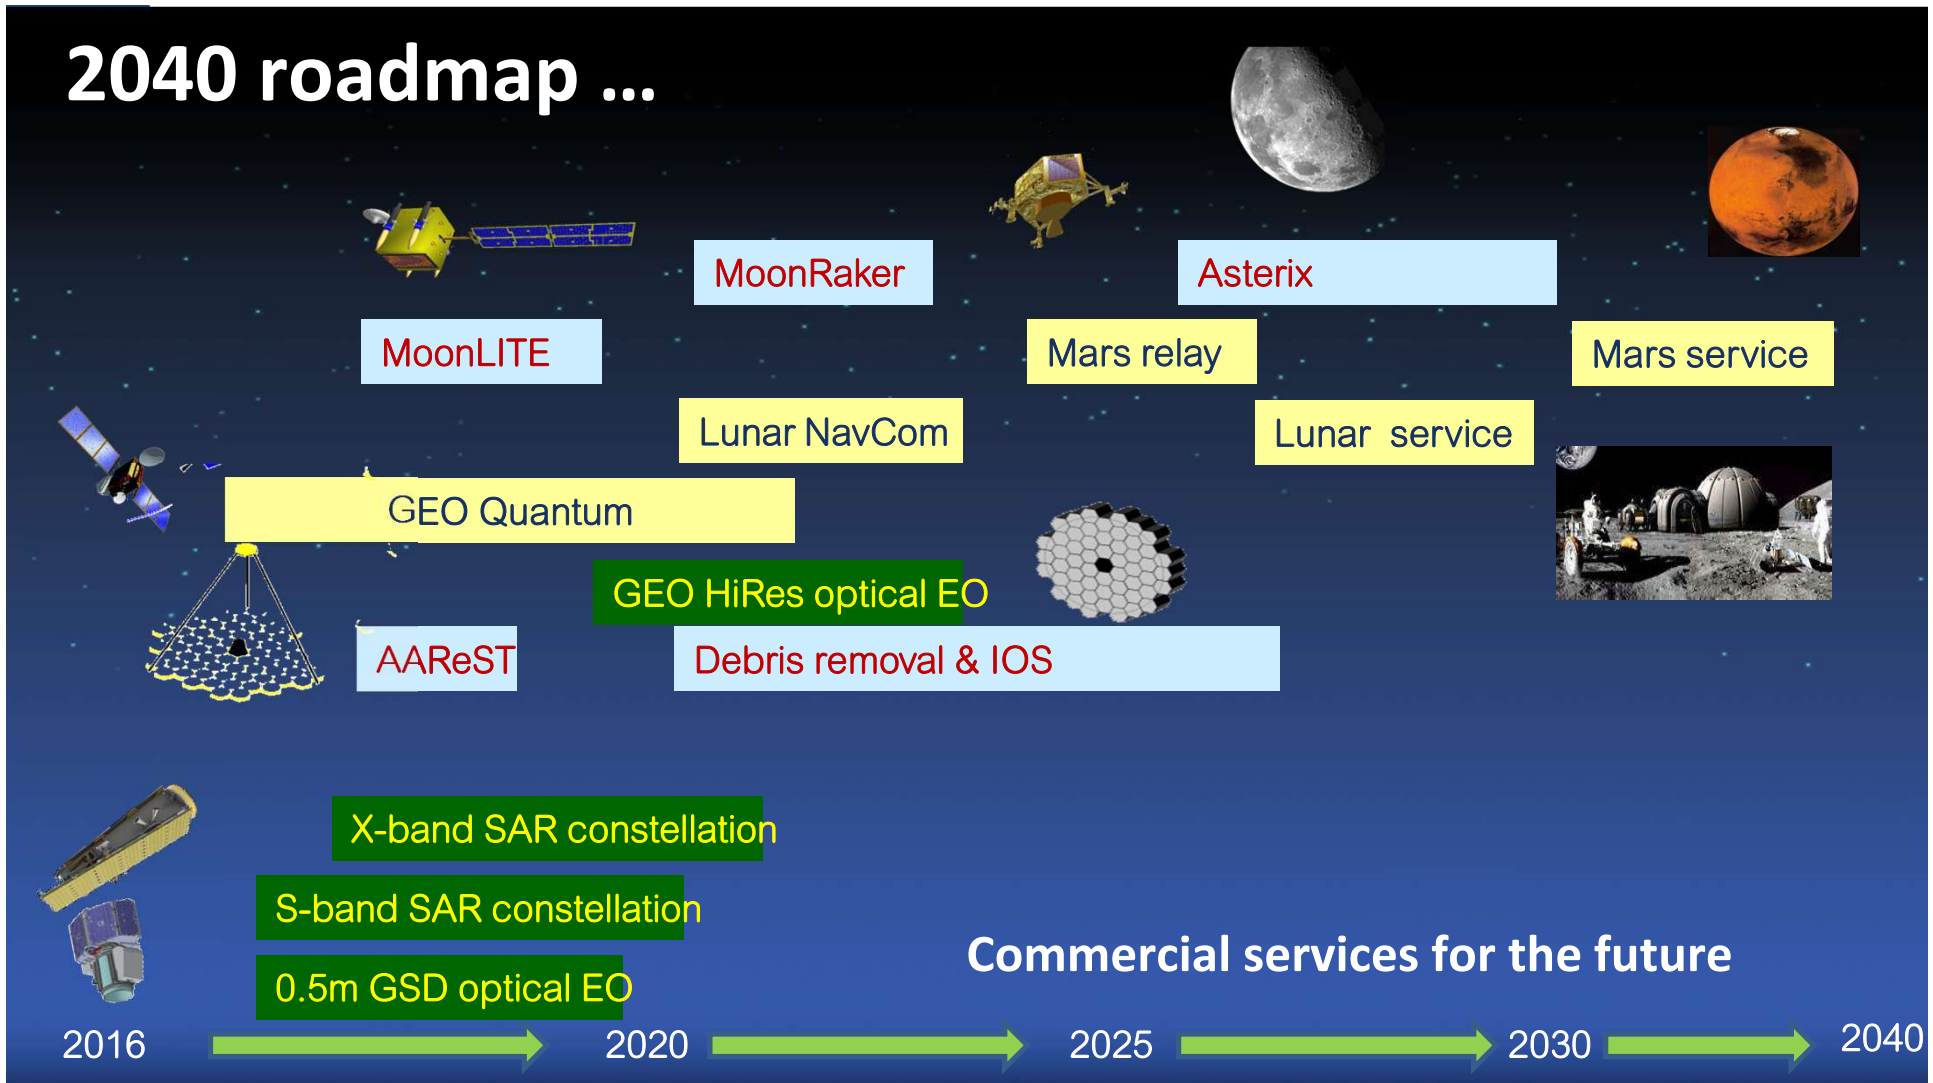 2040 roadmap ...
MoonRaker
Asterix
MoonLITE
Mars relay
Mars service
Lunar NavCom
Lunar service
GEO Quantum
GEO HiRes optical EO
AAReST
Debris removal & IOS
X-band SAR constellation
S-band SAR constellation
Commercial services for the future
0.5m GSD optical EO
2016
2020
2025
2030
2040